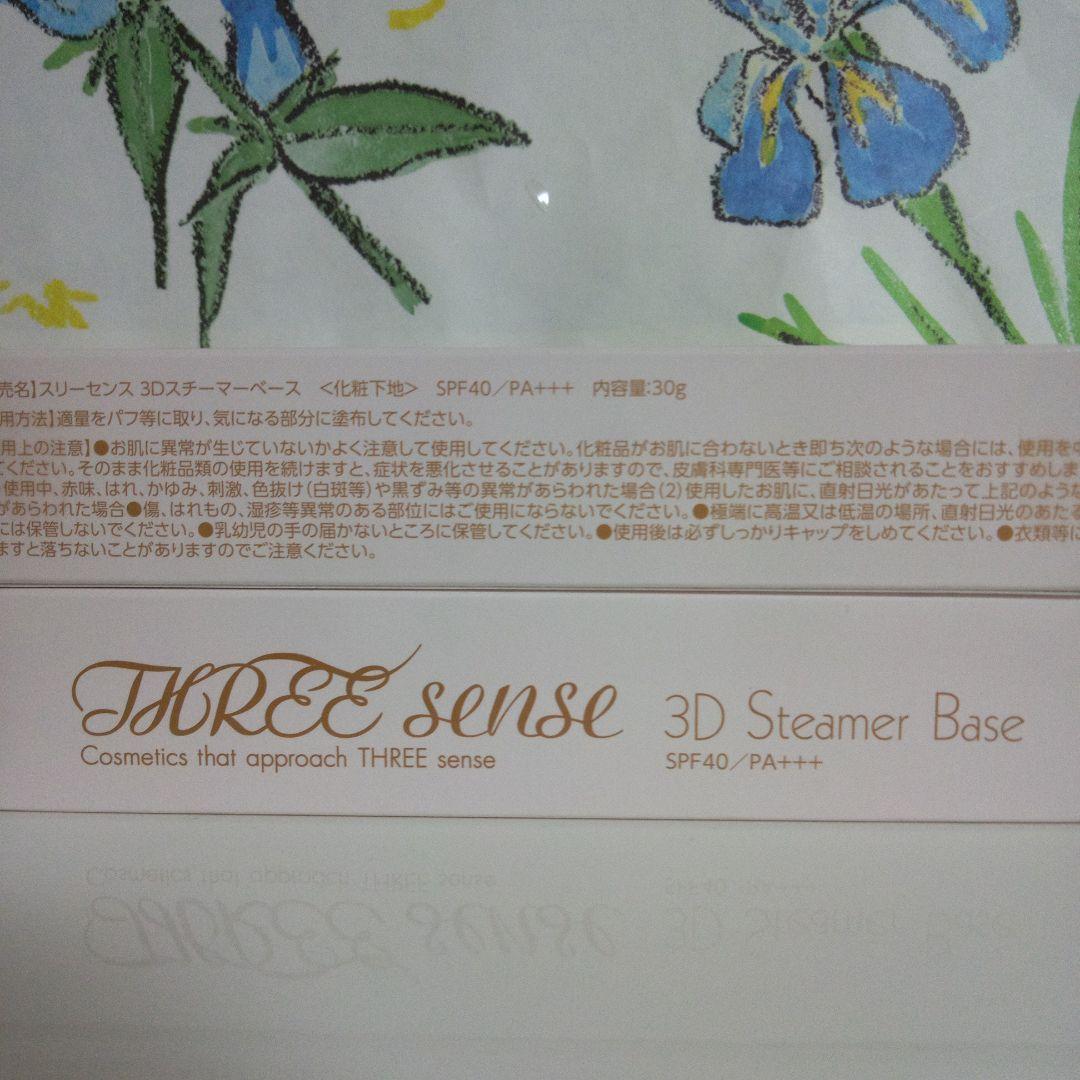 売名】スリーセンス 3Dスチーマーベース <化粧下地> SPF40／PA+++ 内容量:30g
用方法】適量をパフ等に取り、気になる部分に塗布してください。
用上の注意】●お肌に異常が生じていないかよく注意して使用してください。化粧品がお肌に合わないとき即ち次のような場合には、使用を中
てください。そのまま化粧品類の使用を続けますと、症状を悪化させることがありますので、皮膚科専門医等にご相談されることをおすすめしま
使用中、赤味、はれ、かゆみ、刺激、色抜け(白斑等)や黒ずみ等の異常があらわれた場合(2)使用したお肌に、直射日光があたって上記のような
があらわれた場合●傷、はれもの、湿疹等異常のある部位にはご使用にならないでください。●極端に高温又は低温の場所、直射日光のあたる
には保管しないでください。●乳幼児の手の届かないところに保管してください。●使用後は必ずしっかりキャップをしめてください。●衣類等に
ますと落ちないことがありますのでご注意ください。
THREE sense 3D Steamer Base
Cosmetics that approach THREE sense SPF40／PA+++